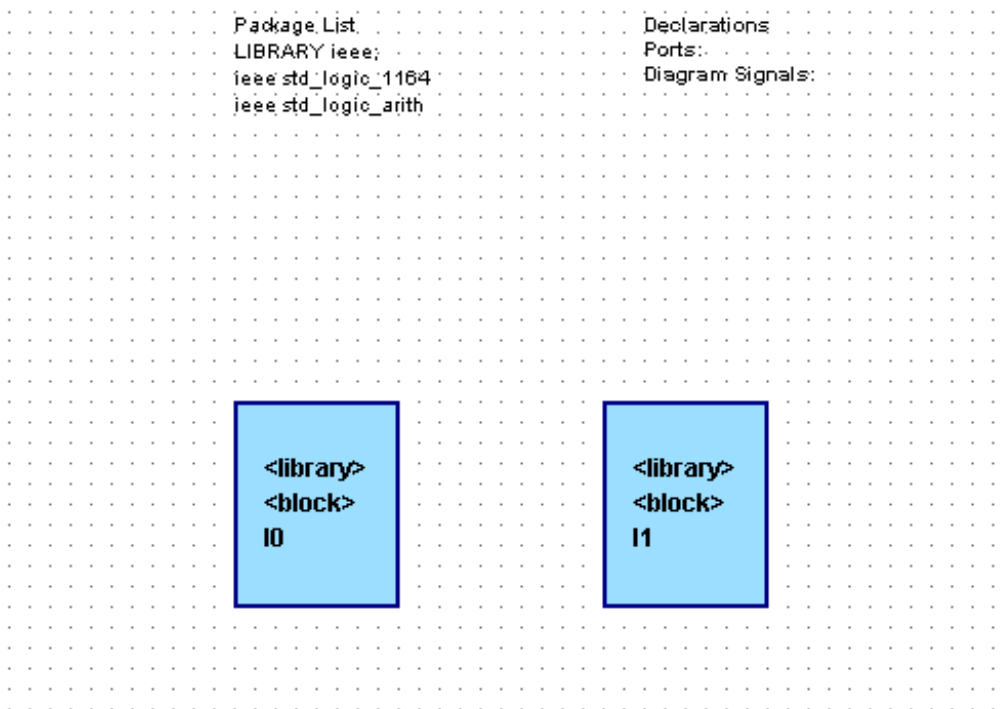 Package List
LIBRARY ieee;
ieee std_logic_1164
ieee std_logic_arith
Declarations
Ports:
Diagram Signals:
<library>
<block>
I0
<library>
<block>
I1